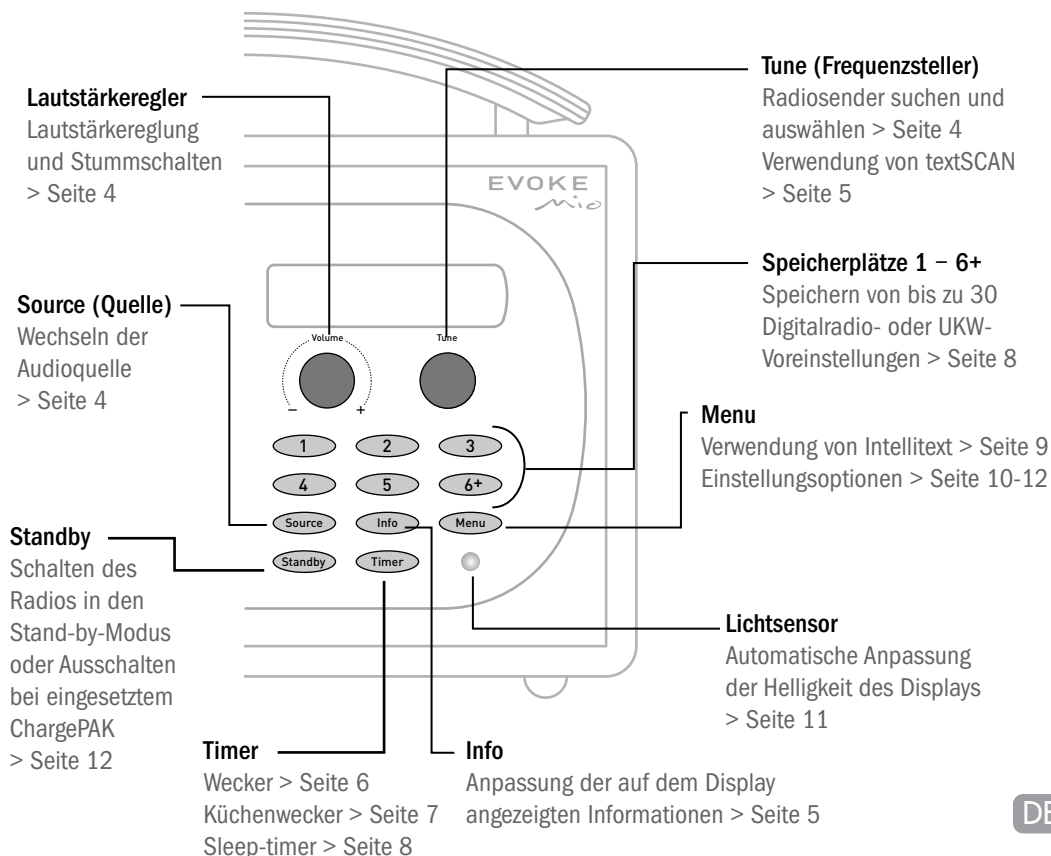 Lautstärkeregler
Lautstärkereglung
und Stummschalten
> Seite 4
Tune (Frequenzsteller)
Radiosender suchen und
auswählen > Seite 4
Verwendung von textSCAN
> Seite 5
EVOKE
Mio
Speicherplätze 1 – 6+
Speichern von bis zu 30
Digitalradio- oder UKW-
Voreinstellungen > Seite 8
Source (Quelle)
Wechseln der
Audioquelle
> Seite 4
Volume
Tune
– +
1 2 3
4 5 6+
Source Info Menu
Standby Timer
Menu
Verwendung von Intellitext > Seite 9
Einstellungsoptionen > Seite 10-12
Standby
Schalten des
Radios in den
Stand-by-Modus
oder Ausschalten
bei eingesetztem
ChargePAK
> Seite 12
Lichtsensor
Automatische Anpassung
der Helligkeit des Displays
> Seite 11
Timer
Wecker > Seite 6
Küchenwecker > Seite 7
Sleep-timer > Seite 8
Info
Anpassung der auf dem Display
angezeigten Informationen > Seite 5
DE